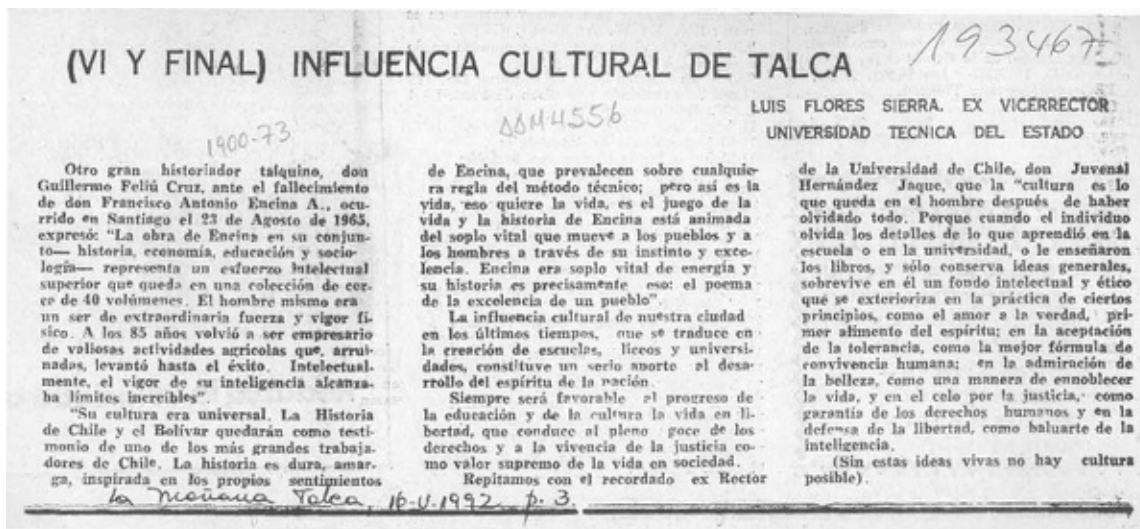 193467
(VI Y FINAL) INFLUENCIA CULTURAL DE TALCA
LUIS FLORES SIERRA. EX VICERRECTOR
UNIVERSIDAD TECNICA DEL ESTADO
1900-73
Otro gran historiador talquino, don
Guillermo Feliú Cruz, ante el fallecimiento
de don Francisco Antonio Encina A., ocu-
rrido en Santiago el 23 de Agosto de 1965,
expresó: "La obra de Encina en su conjun-
to— historia, economía, educación y socio-
logía— representa un esfuerzo intelectual
superior que queda en una colección de cer-
ca de 40 volúmenes. El hombre mismo era
un ser de extraordinaria fuerza y vigor fí-
sico. A los 85 años volvió a ser empresario
de valiosas actividades agrícolas que, arrui-
nadas, levantó hasta el éxito. Intelectual-
mente, el vigor de su inteligencia alcanza-
ba límites increíbles".
"Su cultura era universal. La Historia
de Chile y el Bolívar quedarán como testi-
monio de uno de los más grandes trabaja-
dores de Chile. La historia es dura, amar-
ga, inspirada en los propios sentimientos
de Encina, que prevalecen sobre cualquie-
ra regla del método técnico; pero así es la
vida, eso quiere la vida, es el juego de la
vida y la historia de Encina está animada
del soplo vital que mueve a los pueblos y a
los hombres a través de su instinto y exce-
lencia. Encina era soplo vital de energía y
su historia es precisamente eso: el poema
de la excelencia de un pueblo".
La influencia cultural de nuestra ciudad
en los últimos tiempos, que se traduce en
la creación de escuelas, liceos y universi-
dades, constituye un serio aporte al desa-
rrollo del espíritu de la nación.
Siempre será favorable al progreso de
la educación y de la cultura la vida en li-
bertad, que conduce al pleno goce de los
derechos y a la vivencia de la justicia co-
mo valor supremo de la vida en sociedad.
Repitamos con el recordado ex Rector
de la Universidad de Chile, don Juvenal
Hernández Jaque, que la "cultura es lo
que queda en el hombre después de haber
olvidado todo. Porque cuando el individuo
olvida los detalles de lo que aprendió en la
escuela o en la universidad, o le enseñaron
los libros, y sólo conserva ideas generales,
sobrevive en él un fondo intelectual y ético
que se exterioriza en la práctica de ciertos
principios, como el amor a la verdad, pri-
mer alimento del espíritu; en la aceptación
de la tolerancia, como la mejor fórmula de
convivencia humana; en la admiración de
la belleza, como una manera de ennoblecer
la vida, y en el celo por la justicia, como
garantía de los derechos humanos y en la
defensa de la libertad, como baluarte de la
inteligencia.
(Sin estas ideas vivas no hay cultura
posible).
La Mañana Talca, 16-V-1992 p. 3.